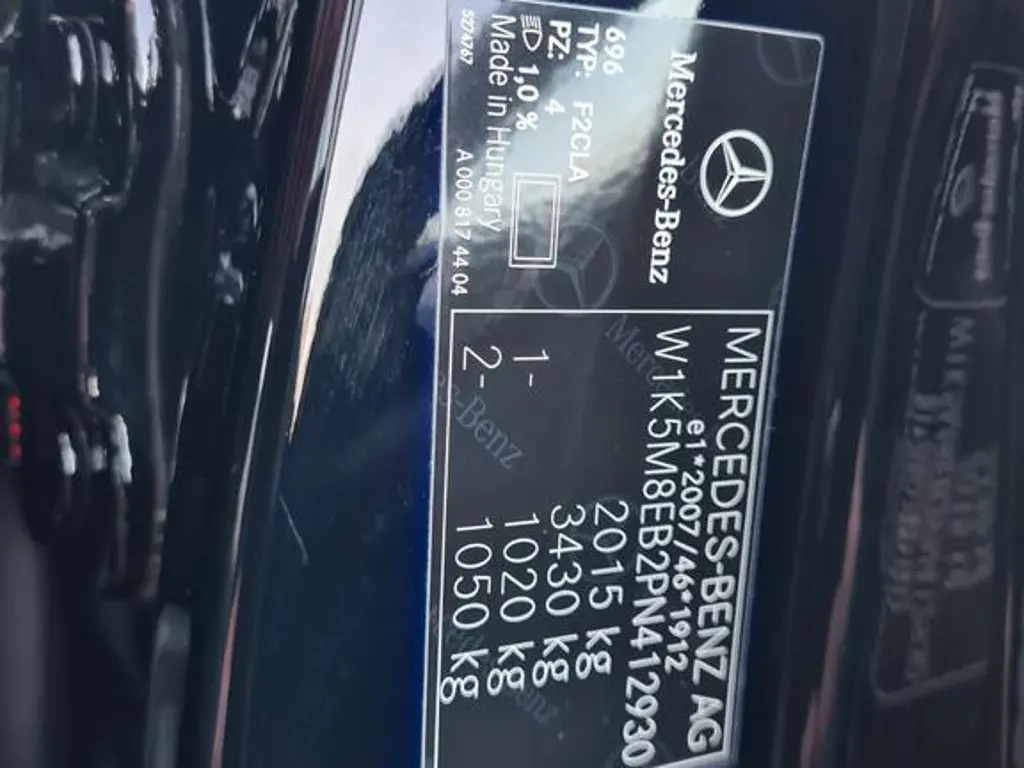 Mercedes-Benz
MERCEDES-BENZ AG
e1*2007/46*1912
W1K5M8EB2PN412930
2015 kg
3430 kg
1- 1020 kg
2- 1050 kg
696
TYP: F2CLA
PZ: 4
1,0 %
Made in Hungary
5274767 A 000 817 44 04